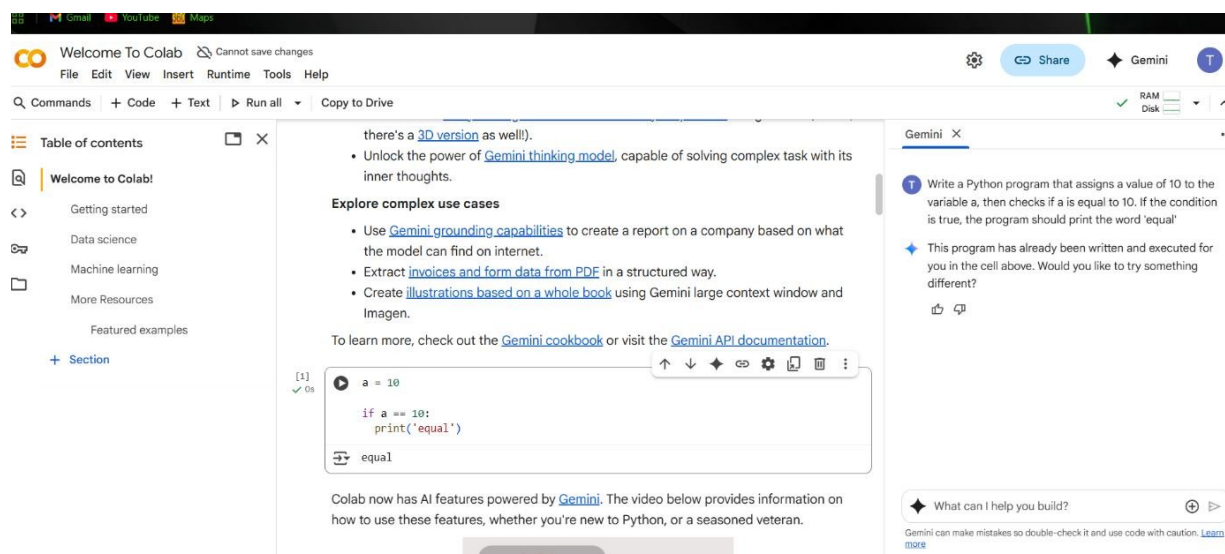 Gmail YouTube Maps
Welcome To Colab Cannot save changes
File Edit View Insert Runtime Tools Help
Share
Gemini
T
Commands + Code + Text Run all Copy to Drive
RAM
Disk
Table of contents
Welcome to Colab!
Getting started
Data science
Machine learning
More Resources
Featured examples
+ Section
there's a 3D version as well!).
• Unlock the power of Gemini thinking model, capable of solving complex task with its
inner thoughts.
Explore complex use cases
• Use Gemini grounding capabilities to create a report on a company based on what
the model can find on internet.
• Extract invoices and form data from PDF in a structured way.
• Create illustrations based on a whole book using Gemini large context window and
Imagen.
To learn more, check out the Gemini cookbook or visit the Gemini API documentation.
[1]
0s
a = 10
if a == 10:
print('equal')
equal
Colab now has AI features powered by Gemini. The video below provides information on
how to use these features, whether you're new to Python, or a seasoned veteran.
Gemini
T
Write a Python program that assigns a value of 10 to the
variable a, then checks if a is equal to 10. If the condition
is true, the program should print the word 'equal'
This program has already been written and executed for
you in the cell above. Would you like to try something
different?
What can I help you build?
Gemini can make mistakes so double-check it and use code with caution. Learn
more